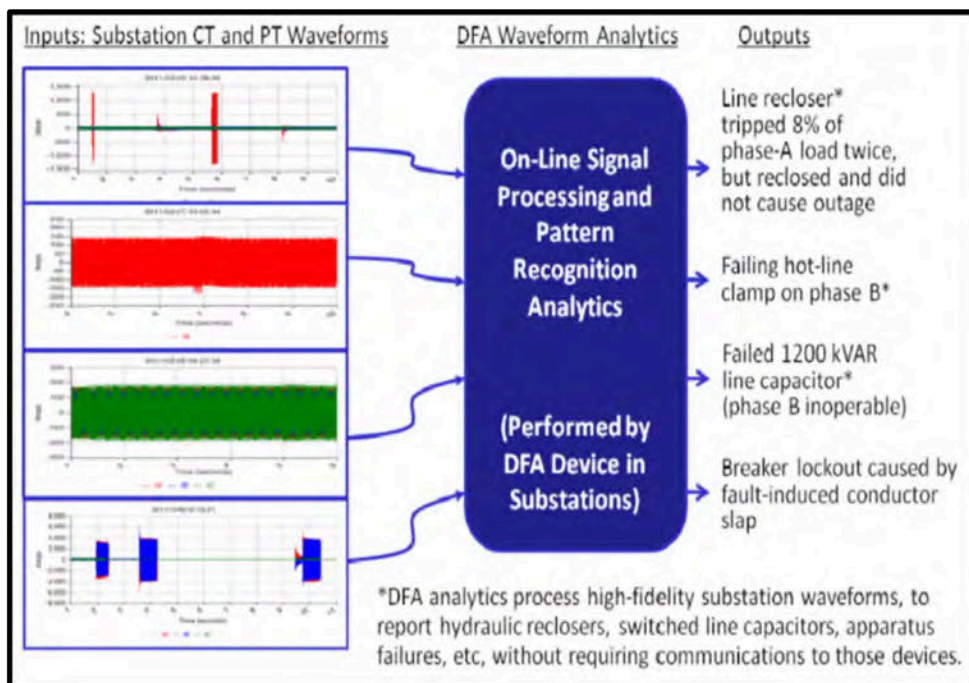 Inputs: Substation CT and PT Waveforms
DFA Waveform Analytics
Outputs
On-Line Signal
Processing and
Pattern
Recognition
Analytics
(Performed by
DFA Device in
Substations)
Line recloser*
tripped 8% of
phase-A load twice,
but reclosed and did
not cause outage
Failing hot-line
clamp on phase B*
Failed 1200 kVAR
line capacitor*
(phase B inoperable)
Breaker lockout caused by
fault-induced conductor
slap
*DFA analytics process high-fidelity substation waveforms, to
report hydraulic reclosers, switched line capacitors, apparatus
failures, etc, without requiring communications to those devices.